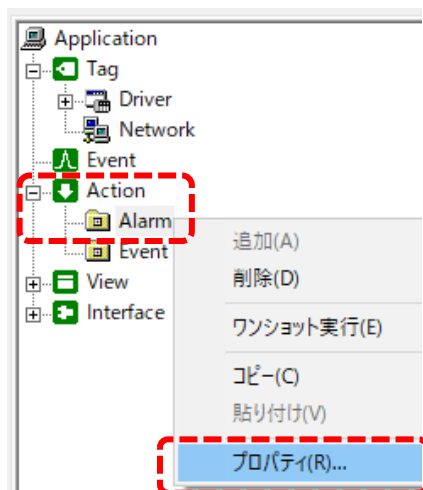 Application
Tag
Driver
Network
Event
Action
Alarm
Event
View
Interface
追加(A)
削除(D)
ワンショット実行(E)
コピー(C)
貼り付け(V)
プロパティ(R)...